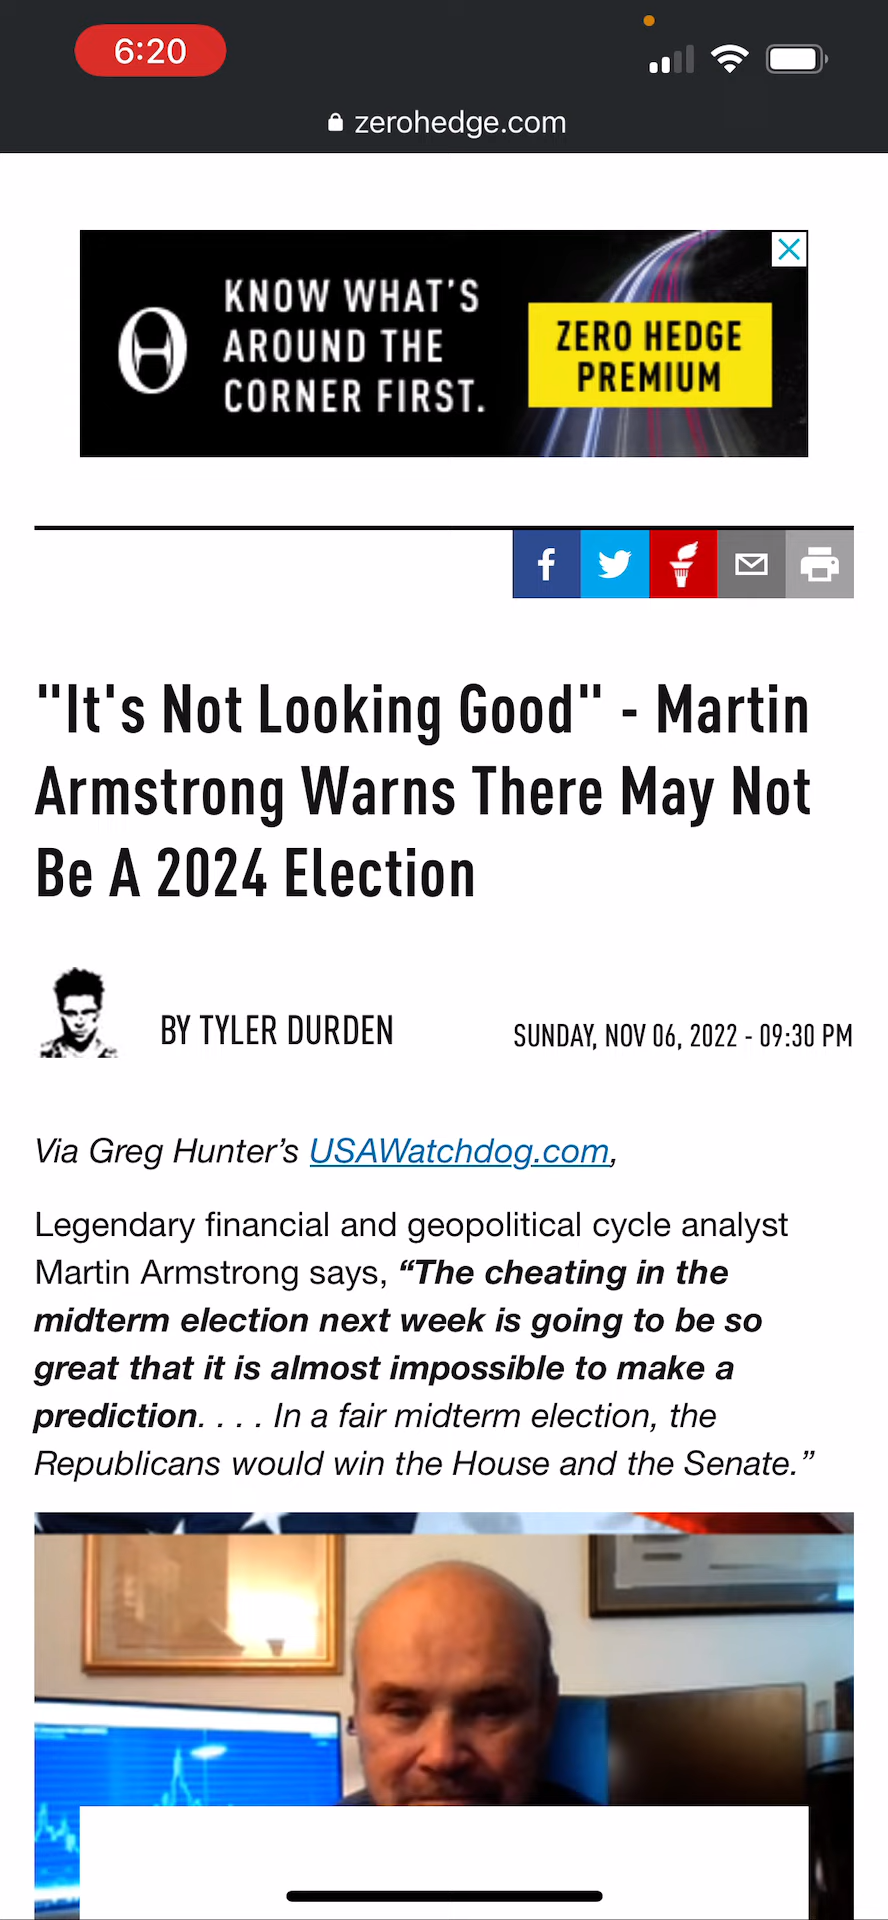 6:20
zerohedge.com
KNOW WHAT'S
AROUND THE
CORNER FIRST.
ZERO HEDGE
PREMIUM
"It's Not Looking Good" - Martin
Armstrong Warns There May Not
Be A 2024 Election
BY TYLER DURDEN
SUNDAY, NOV 06, 2022 - 09:30 PM
Via Greg Hunter’s USAWatchdog.com,
Legendary financial and geopolitical cycle analyst
Martin Armstrong says, “The cheating in the
midterm election next week is going to be so
great that it is almost impossible to make a
prediction. . . . In a fair midterm election, the
Republicans would win the House and the Senate.”